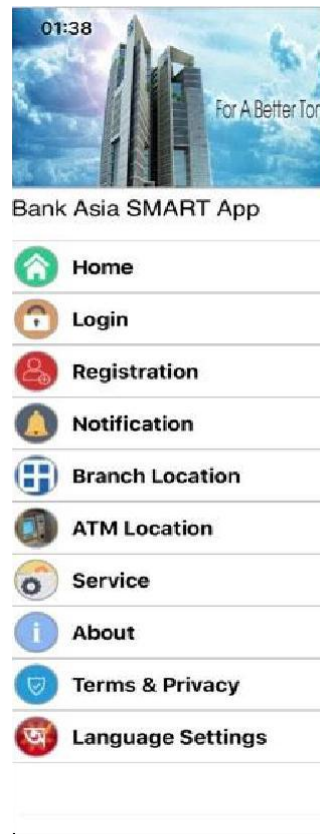 01:38
For A Better Tor
Bank Asia SMART App
Home
Login
Registration
Notification
Branch Location
ATM Location
Service
About
Terms & Privacy
Language Settings